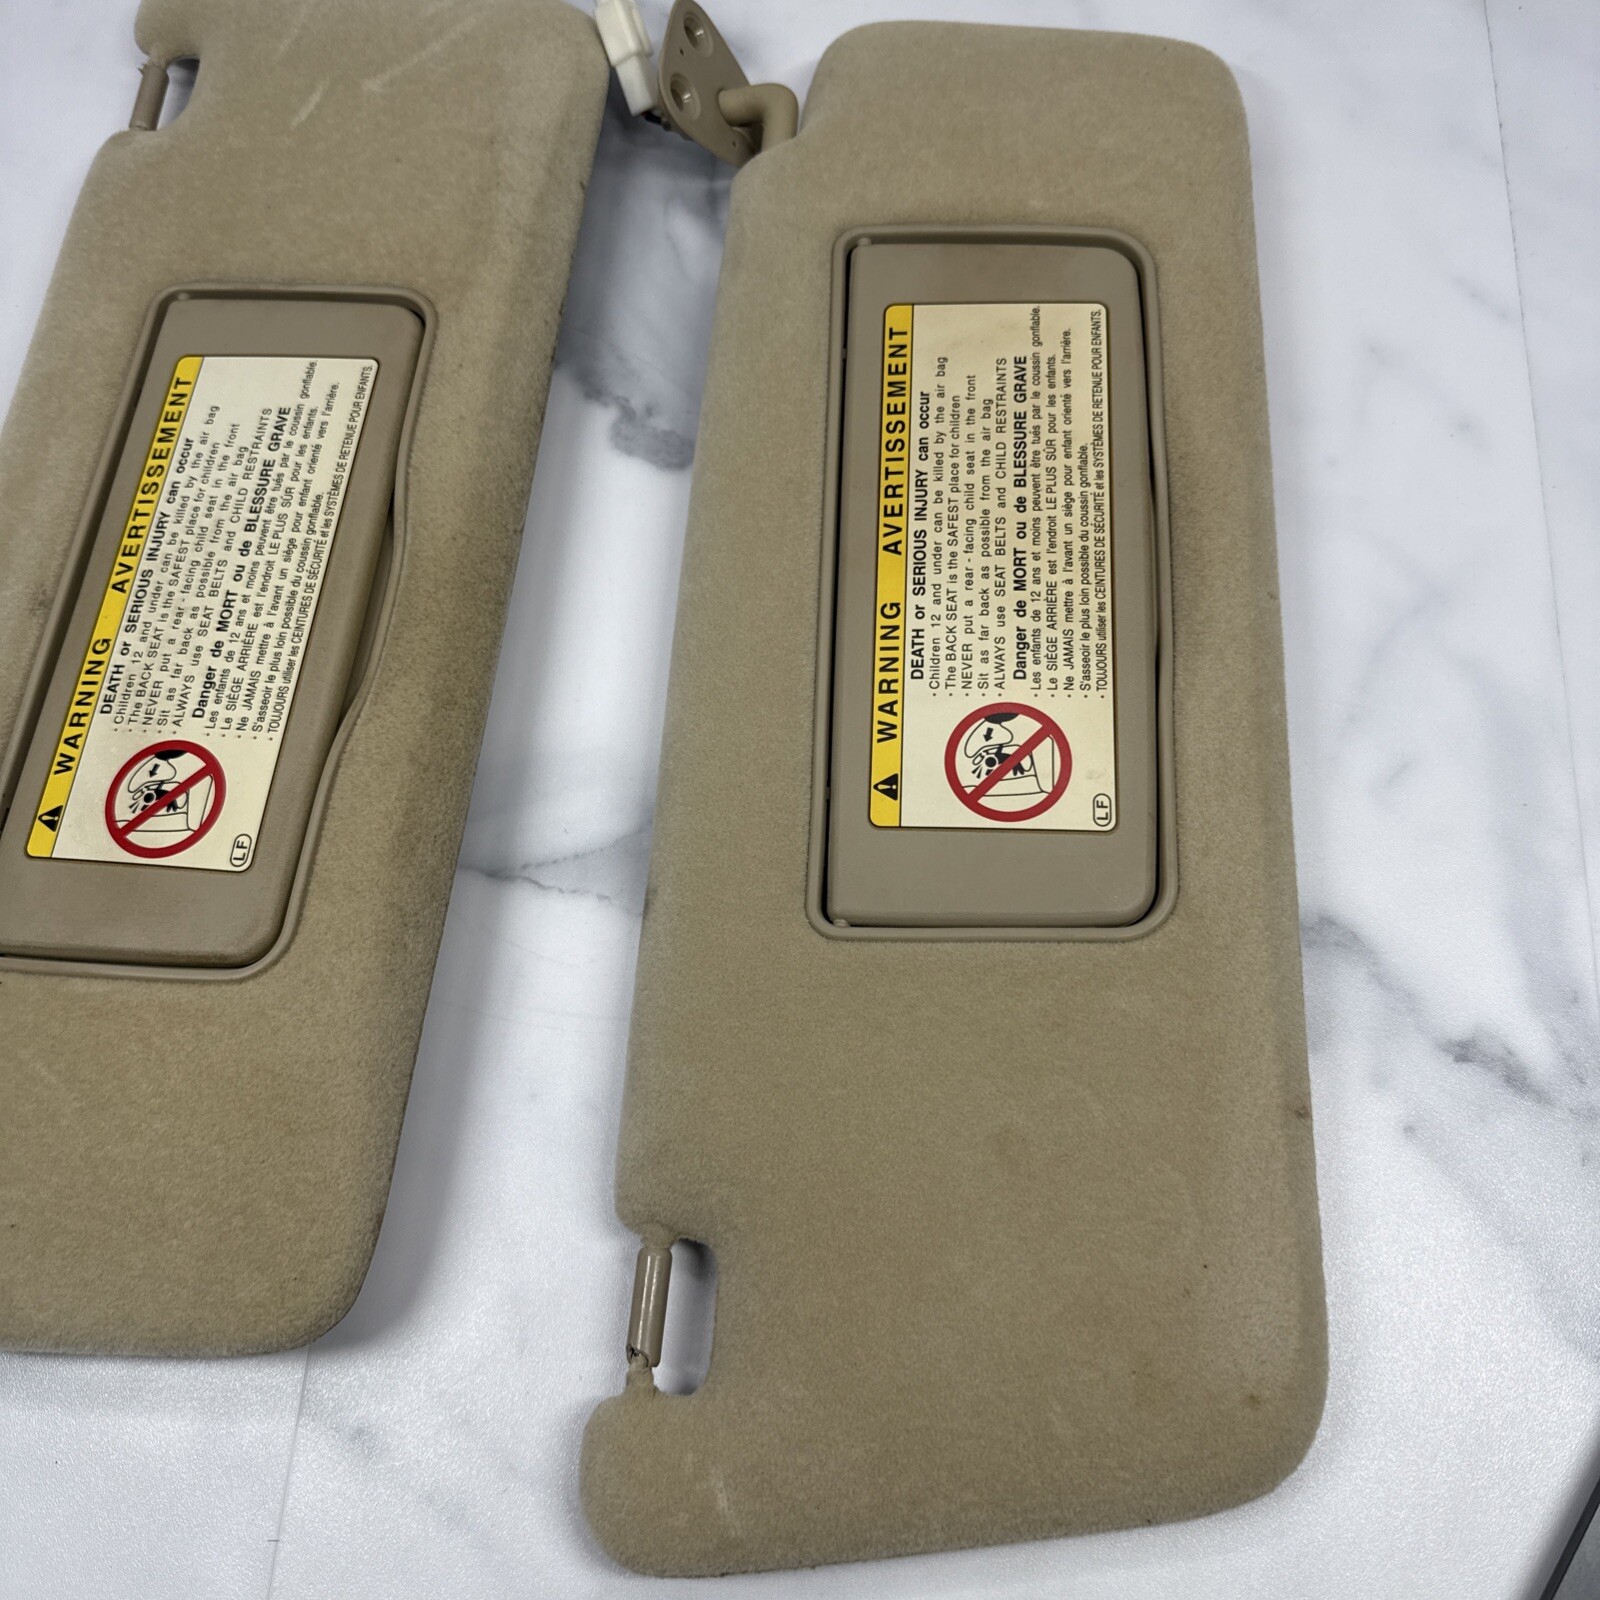 WARNING AVERTISSEMENT
DEATH or SERIOUS INJURY can occur
· Children 12 and under can be killed by the air bag
· The BACK SEAT is the SAFEST place for children
· NEVER put a rear - facing child seat in the front
· Sit as far back as possible from the air bag
· ALWAYS use SEAT BELTS and CHILD RESTRAINTS
Danger de MORT ou de BLESSURE GRAVE
· Les enfants de 12 ans et moins peuvent être tués par le coussin gonflable.
· Le SIÈGE ARRIÈRE est l'endroit LE PLUS SÛR pour les enfants.
· Ne JAMAIS mettre à l'avant un siège pour enfant orienté vers l'arrière.
· S'asseoir le plus loin possible du coussin gonflable.
· TOUJOURS utiliser les CEINTURES DE SÉCURITÉ et les SYSTÈMES DE RETENUE POUR ENFANTS.
LF
WARNING AVERTISSEMENT
DEATH or SERIOUS INJURY can occur
· Children 12 and under can be killed by the air bag
· The BACK SEAT is the SAFEST place for children
· NEVER put a rear - facing child seat in the front
· Sit as far back as possible from the air bag
· ALWAYS use SEAT BELTS and CHILD RESTRAINTS
Danger de MORT ou de BLESSURE GRAVE
· Les enfants de 12 ans et moins peuvent être tués par le coussin gonflable.
· Le SIÈGE ARRIÈRE est l'endroit LE PLUS SÛR pour les enfants.
· Ne JAMAIS mettre à l'avant un siège pour enfant orienté vers l'arrière.
· S'asseoir le plus loin possible du coussin gonflable.
· TOUJOURS utiliser les CEINTURES DE SÉCURITÉ et les SYSTÈMES DE RETENUE POUR ENFANTS.
LF